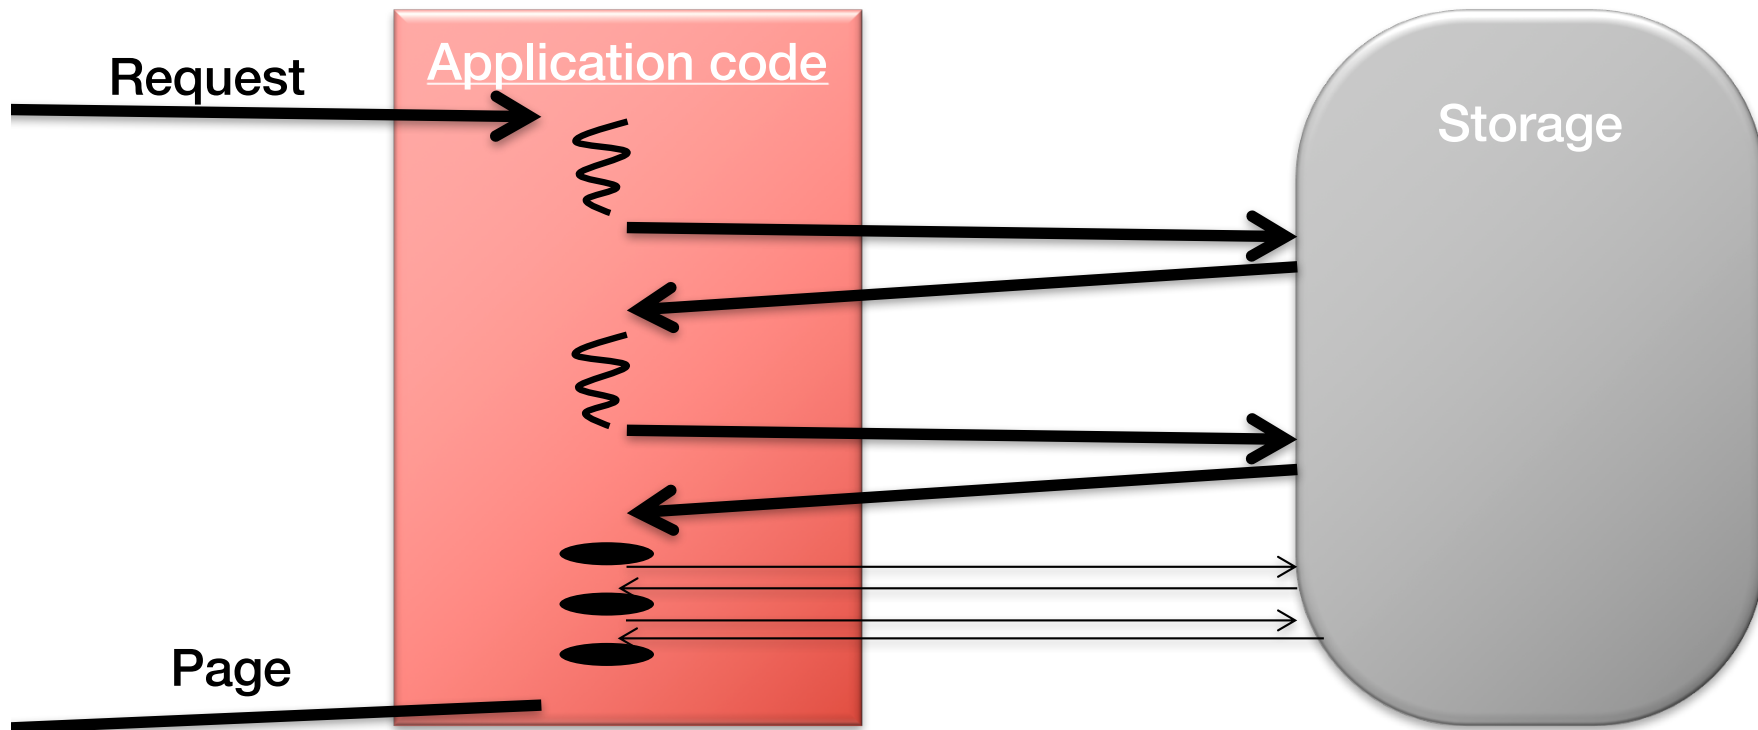 Request
Application code
Storage
Page